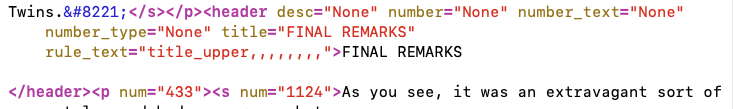 Twins.&#8221;</s></p><header desc="None" number="None" number_text="None"
number_type="None" title="FINAL REMARKS"
rule_text="title_upper,,,,,,,,">FINAL REMARKS
</header><p num="433"><s num="1124">As you see, it was an extravagant sort of